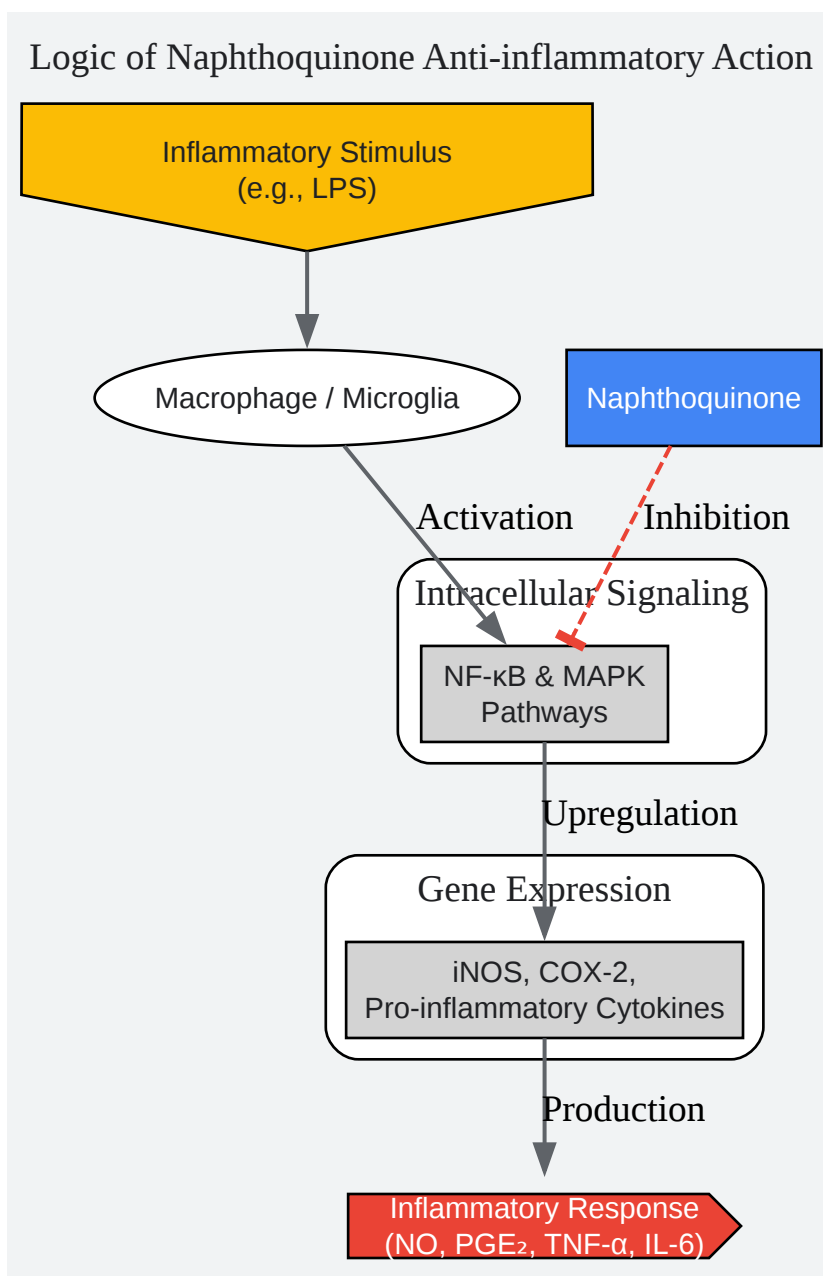 Logic of Naphthoquinone Anti-inflammatory Action
Inflammatory Stimulus
(e.g., LPS)
Macrophage / Microglia
Naphthoquinone
Activation
Inhibition
Intracellular Signaling
NF-κB & MAPK
Pathways
Upregulation
Gene Expression
iNOS, COX-2,
Pro-inflammatory Cytokines
Production
Inflammatory Response
(NO, PGE₂, TNF-α, IL-6)